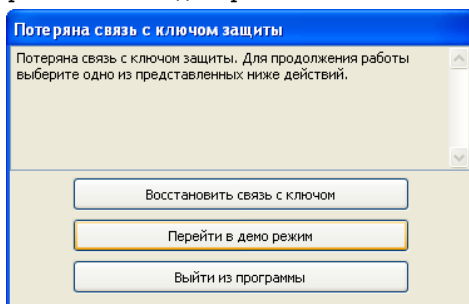 Потеряна связь с ключом защиты
Потеряна связь с ключом защиты. Для продолжения работы
выберите одно из представленных ниже действий.
Восстановить связь с ключом
Перейти в демо режим
Выйти из программы